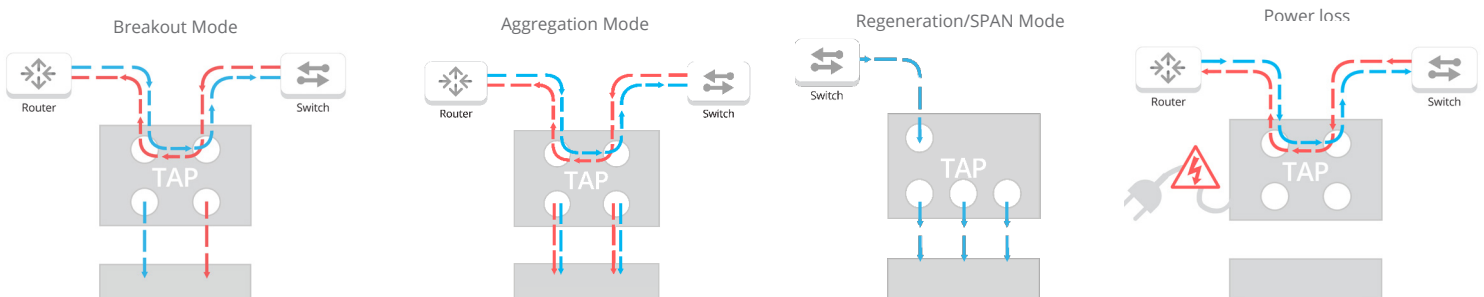 Breakout Mode
Router
Switch
TAP
Aggregation Mode
Router
Switch
TAP
Regeneration/SPAN Mode
Switch
Power loss
Router
Switch
TAP